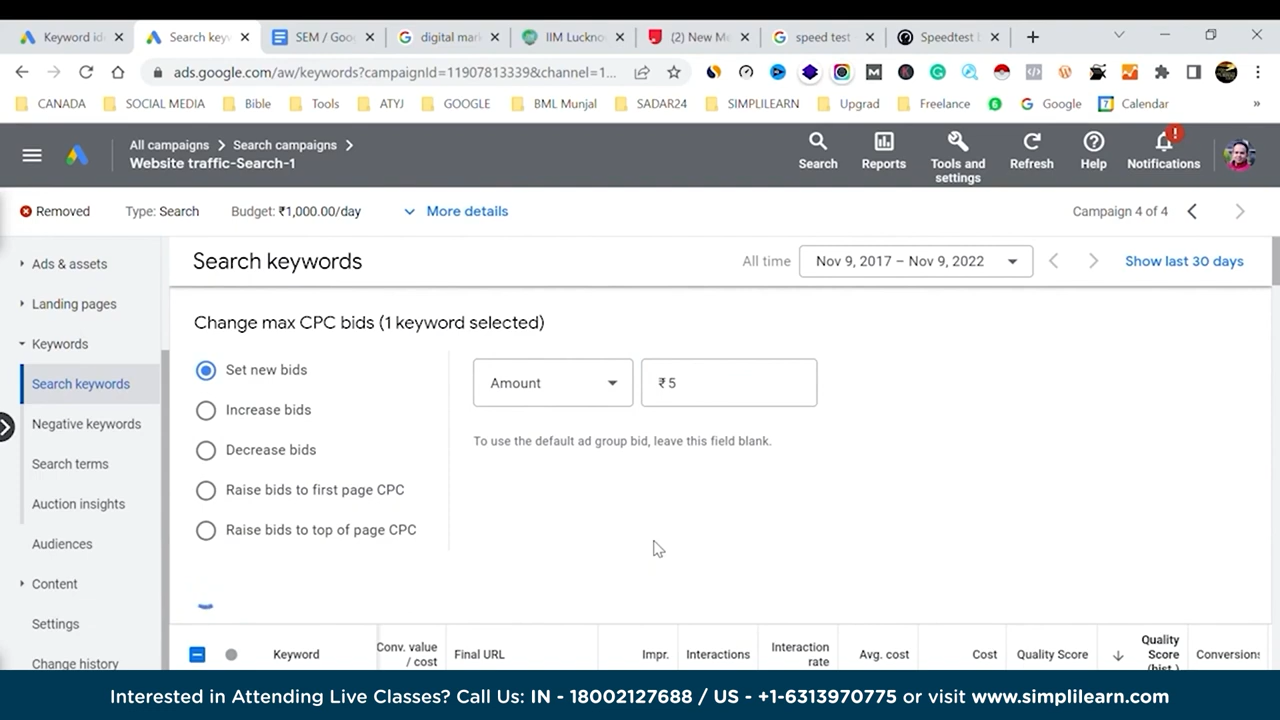 Keyword id
Search key
SEM / Goo
digital mar
IIM Luckno
(2) New Me
speed test
Speedtest
ads.google.com/aw/keywords?campaignId=11907813339&channel=1...
CANADA
SOCIAL MEDIA
Bible
Tools
ATYJ
GOOGLE
BML Munjal
SADAR24
SIMPLILEARN
Upgrad
Freelance
Google
Calendar
»
All campaigns
Search campaigns
Website traffic-Search-1
Search
Reports
Tools and
settings
Refresh
Help
Notifications
Removed
Type: Search
Budget: ₹1,000.00/day
More details
Campaign 4 of 4
Ads & assets
Landing pages
Keywords
Search keywords
Negative keywords
Search terms
Auction insights
Audiences
Content
Settings
Change history
Search keywords
All time
Nov 9, 2017 – Nov 9, 2022
Show last 30 days
Change max CPC bids (1 keyword selected)
Set new bids
Increase bids
Decrease bids
Raise bids to first page CPC
Raise bids to top of page CPC
Amount
₹ 5
To use the default ad group bid, leave this field blank.
Keyword
Conv. value
/ cost
Final URL
Impr.
Interactions
Interaction
rate
Avg. cost
Cost
Quality Score
Quality
Score
(hist.)
Conversions
Interested in Attending Live Classes? Call Us: IN - 18002127688 / US - +1-6313970775 or visit www.simplilearn.com